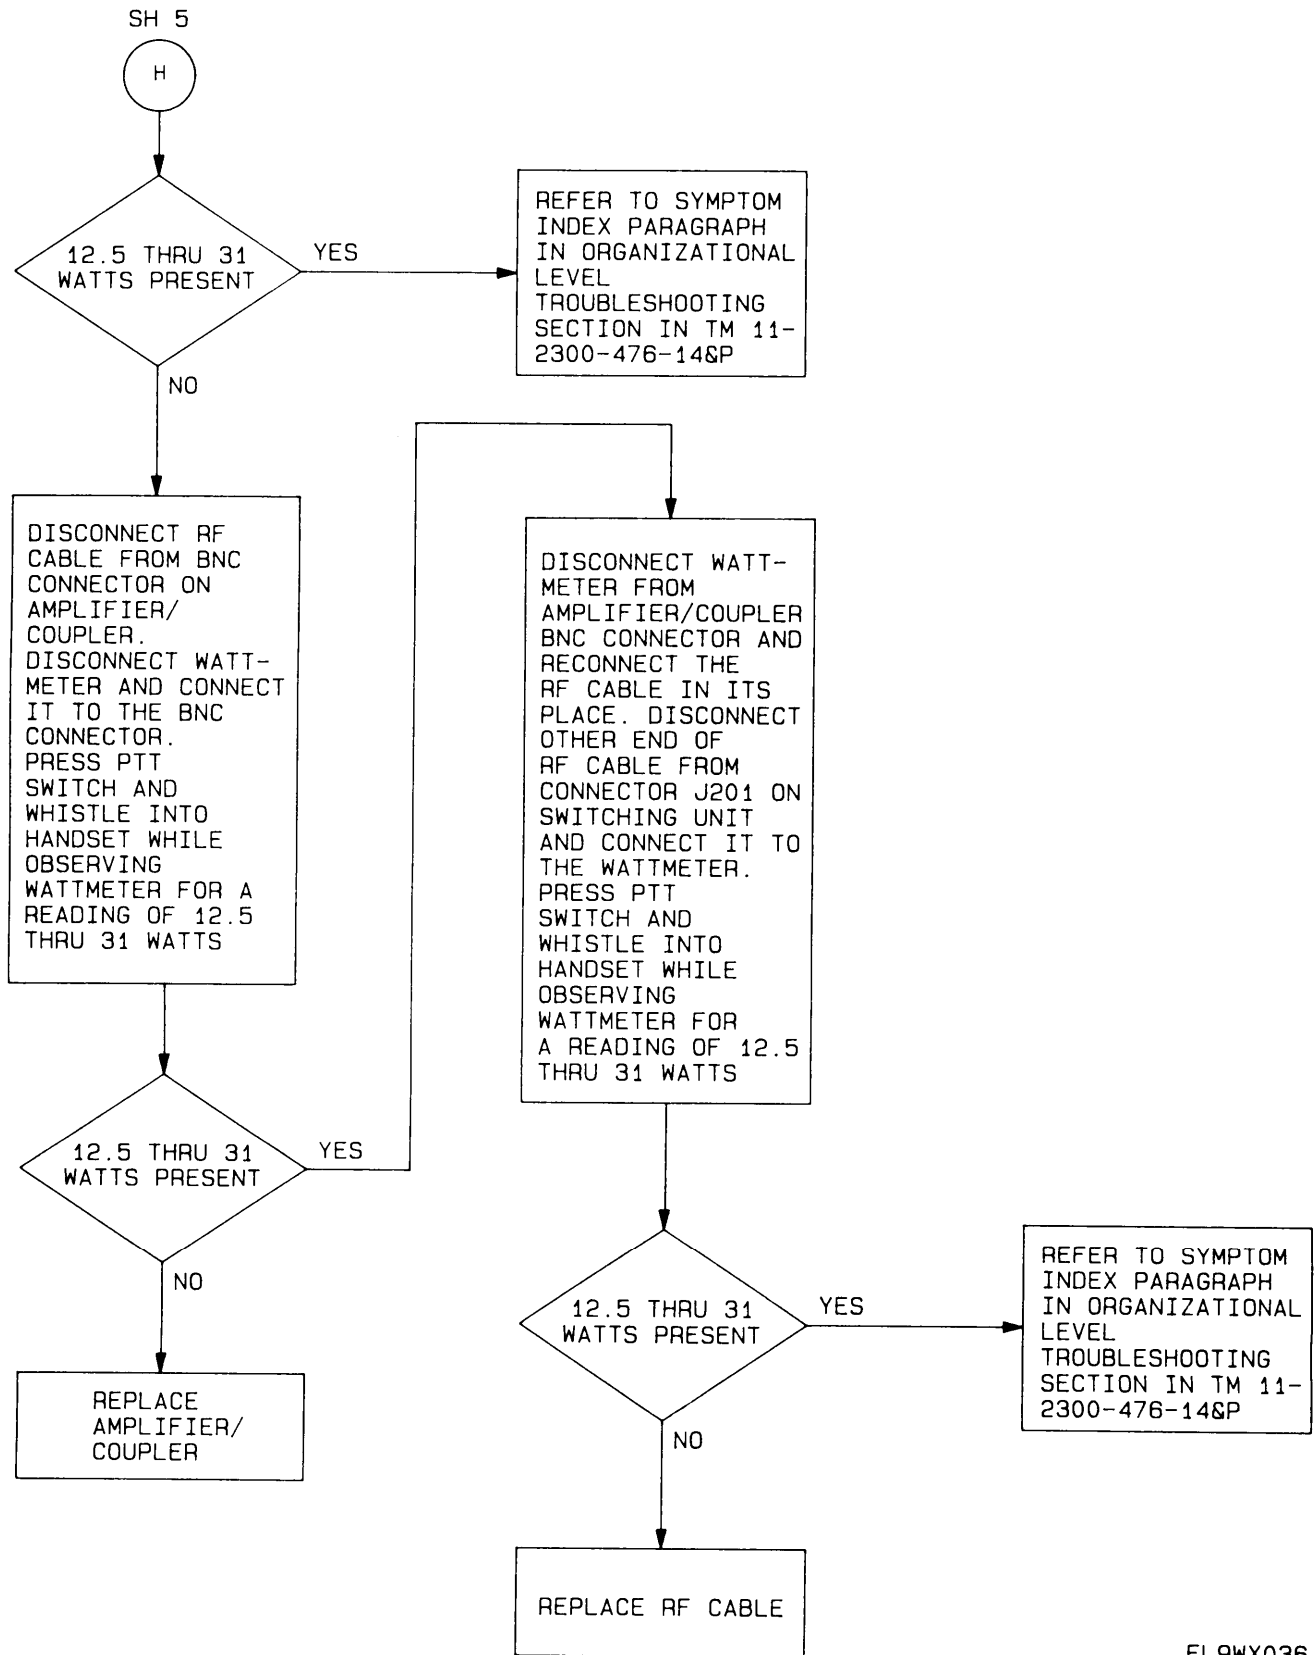 SH 5
H
12.5 THRU 31
WATTS PRESENT
YES
REFER TO SYMPTOM
INDEX PARAGRAPH
IN ORGANIZATIONAL
LEVEL
TROUBLESHOOTING
SECTION IN TM 11-
2300-476-14&P
NO
DISCONNECT RF
CABLE FROM BNC
CONNECTOR ON
AMPLIFIER/
COUPLER.
DISCONNECT WATT-
METER AND CONNECT
IT TO THE BNC
CONNECTOR.
PRESS PTT
SWITCH AND
WHISTLE INTO
HANDSET WHILE
OBSERVING
WATTMETER FOR A
READING OF 12.5
THRU 31 WATTS
DISCONNECT WATT-
METER FROM
AMPLIFIER/COUPLER
BNC CONNECTOR AND
RECONNECT THE
RF CABLE IN ITS
PLACE. DISCONNECT
OTHER END OF
RF CABLE FROM
CONNECTOR J201 ON
SWITCHING UNIT
AND CONNECT IT TO
THE WATTMETER.
PRESS PTT
SWITCH AND
WHISTLE INTO
HANDSET WHILE
OBSERVING
WATTMETER FOR
A READING OF 12.5
THRU 31 WATTS
12.5 THRU 31
WATTS PRESENT
YES
NO
REPLACE
AMPLIFIER/
COUPLER
12.5 THRU 31
WATTS PRESENT
YES
REFER TO SYMPTOM
INDEX PARAGRAPH
IN ORGANIZATIONAL
LEVEL
TROUBLESHOOTING
SECTION IN TM 11-
2300-476-14&P
NO
REPLACE RF CABLE
EL9WX036